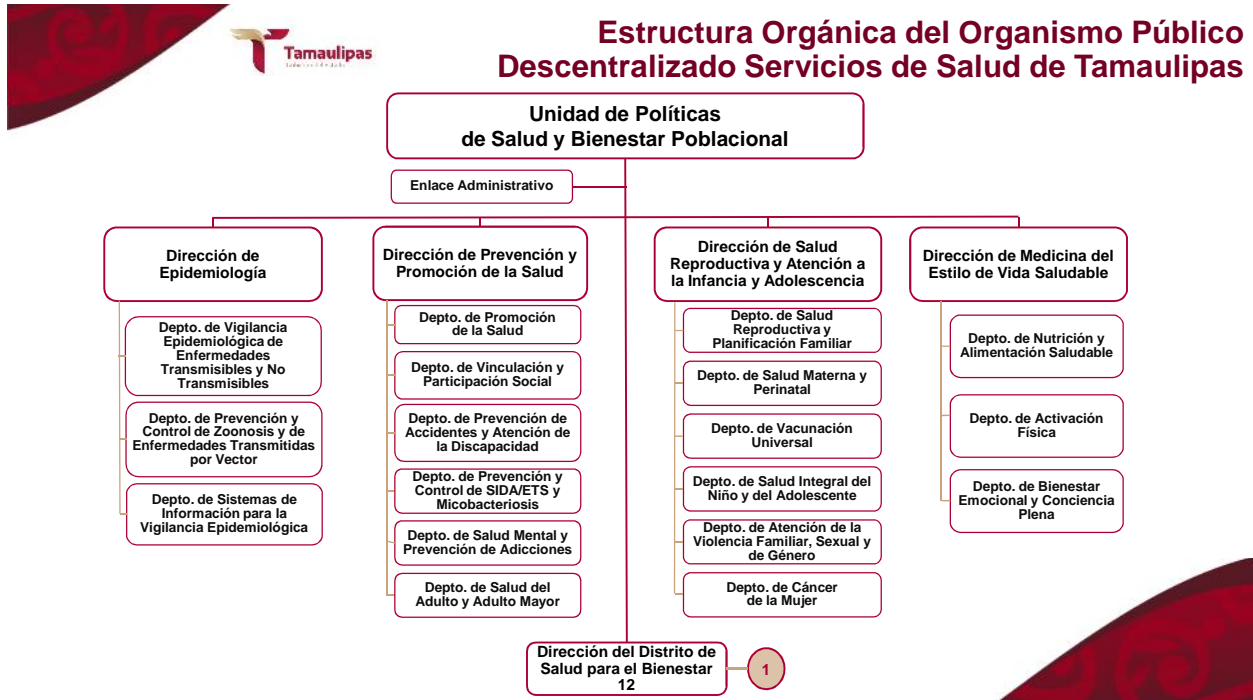 Tamaulipas
Estructura Orgánica del Organismo Público
Descentralizado Servicios de Salud de Tamaulipas
Unidad de Políticas
de Salud y Bienestar Poblacional
Enlace Administrativo
Dirección de
Epidemiología
Depto. de Vigilancia
Epidemiológica de
Enfermedades
Transmisibles y No
Transmisibles
Depto. de Prevención y
Control de Zoonosis y de
Enfermedades Transmitidas
por Vector
Depto. de Sistemas de
Información para la
Vigilancia Epidemiológica
Dirección de Prevención y
Promoción de la Salud
Depto. de Promoción
de la Salud
Depto. de Vinculación y
Participación Social
Depto. de Prevención de
Accidentes y Atención de
la Discapacidad
Depto. de Prevención y
Control de SIDA/ETS y
Micobacteriosis
Depto. de Salud Mental y
Prevención de Adicciones
Depto. de Salud del
Adulto y Adulto Mayor
Dirección de Salud
Reproductiva y Atención a
la Infancia y Adolescencia
Depto. de Salud
Reproductiva y
Planificación Familiar
Depto. de Salud Materna y
Perinatal
Depto. de Vacunación
Universal
Depto. de Salud Integral del
Niño y del Adolescente
Depto. de Atención de la
Violencia Familiar, Sexual y
de Género
Depto. de Cáncer
de la Mujer
Dirección de Medicina del
Estilo de Vida Saludable
Depto. de Nutrición y
Alimentación Saludable
Depto. de Activación
Física
Depto. de Bienestar
Emocional y Conciencia
Plena
Dirección del Distrito de
Salud para el Bienestar
12
1